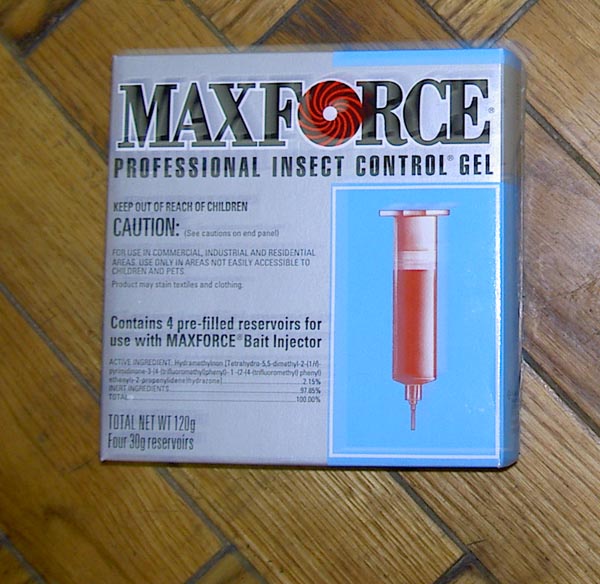 MAXFORCE®
PROFESSIONAL INSECT CONTROL® GEL
KEEP OUT OF REACH OF CHILDREN
CAUTION: (See cautions on end panel)
FOR USE IN COMMERCIAL, INDUSTRIAL AND RESIDENTIAL
AREAS. USE ONLY IN AREAS NOT EASILY ACCESSIBLE TO
CHILDREN AND PETS.
Product may stain textiles and clothing.
Contains 4 pre-filled reservoirs for
use with MAXFORCE® Bait Injector
ACTIVE INGREDIENT: Hydramethylnon [Tetrahydro-5,5-dimethyl-2-(1H)-
pyrimidinone-3-[4-(trifluoromethyl)phenyl]- 1 -(2-[4-(trifluoromethyl) phenyl]
ethenyl)-2-propenylidene)hydrazone] 2.15%
INERT INGREDIENTS 97.85%
TOTAL 100.00%
TOTAL NET WT 120g
Four 30g reservoirs